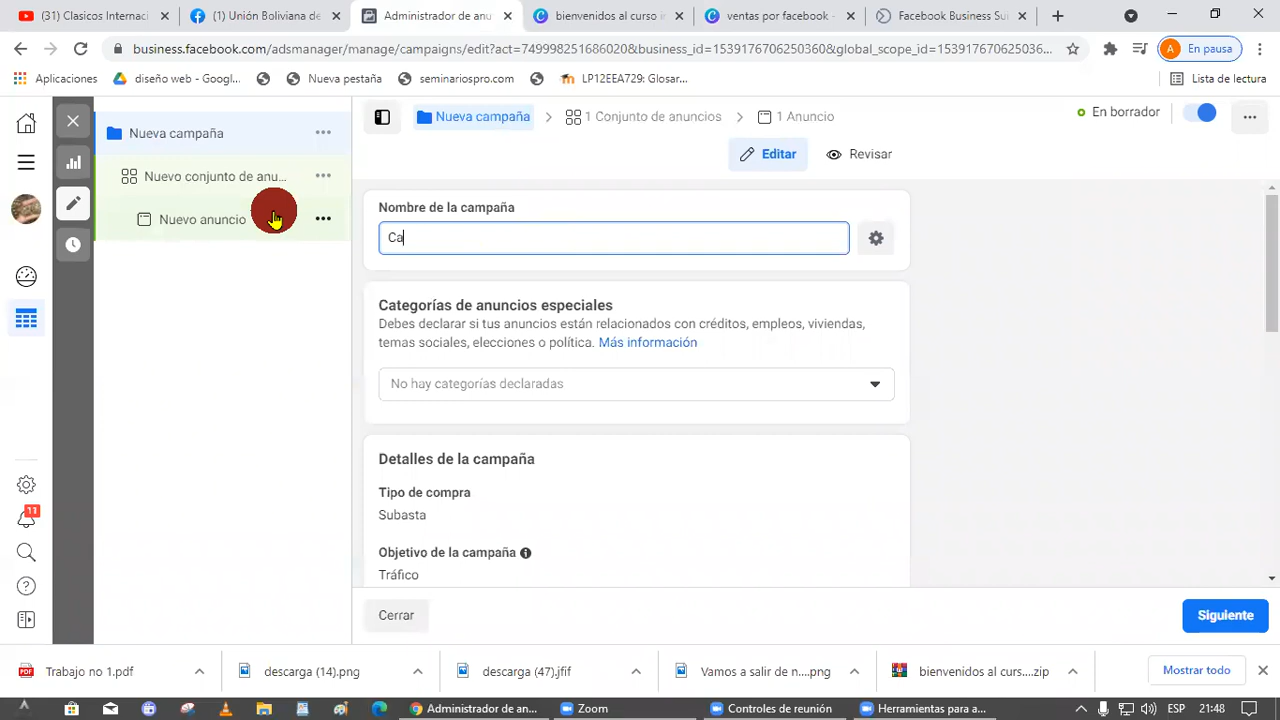 (31) Clasico Internaci
(1) Unión Boliviana de
Administrador de anu
bienvenidos al curso in
ventas por facebook -
Facebook Business Sui
business.facebook.com/adsmanager/manage/campaigns/edit?act=749998251686020&business_id=1539176706250360&global_scope_id=153917670625036...
A En pausa
Aplicaciones
diseño web - Googl...
Nueva pestaña
seminariospro.com
LP12EEA729: Glosar...
Lista de lectura
Nueva campaña
Nuevo conjunto de anu...
Nuevo anuncio
Nueva campaña
1 Conjunto de anuncios
1 Anuncio
En borrador
Editar
Revisar
Nombre de la campaña
Ca
Categorías de anuncios especiales
Debes declarar si tus anuncios están relacionados con créditos, empleos, viviendas,
temas sociales, elecciones o política. Más información
No hay categorías declaradas
Detalles de la campaña
Tipo de compra
Subasta
Objetivo de la campaña
Tráfico
11
Cerrar
Siguiente
Trabajo no 1.pdf
descarga (14).png
descarga (47).jfif
Vamos a salir de n....png
bienvenidos al curs....zip
Mostrar todo
Administrador de an...
Zoom
Controles de reunión
Herramientas para a...
ESP
21:48